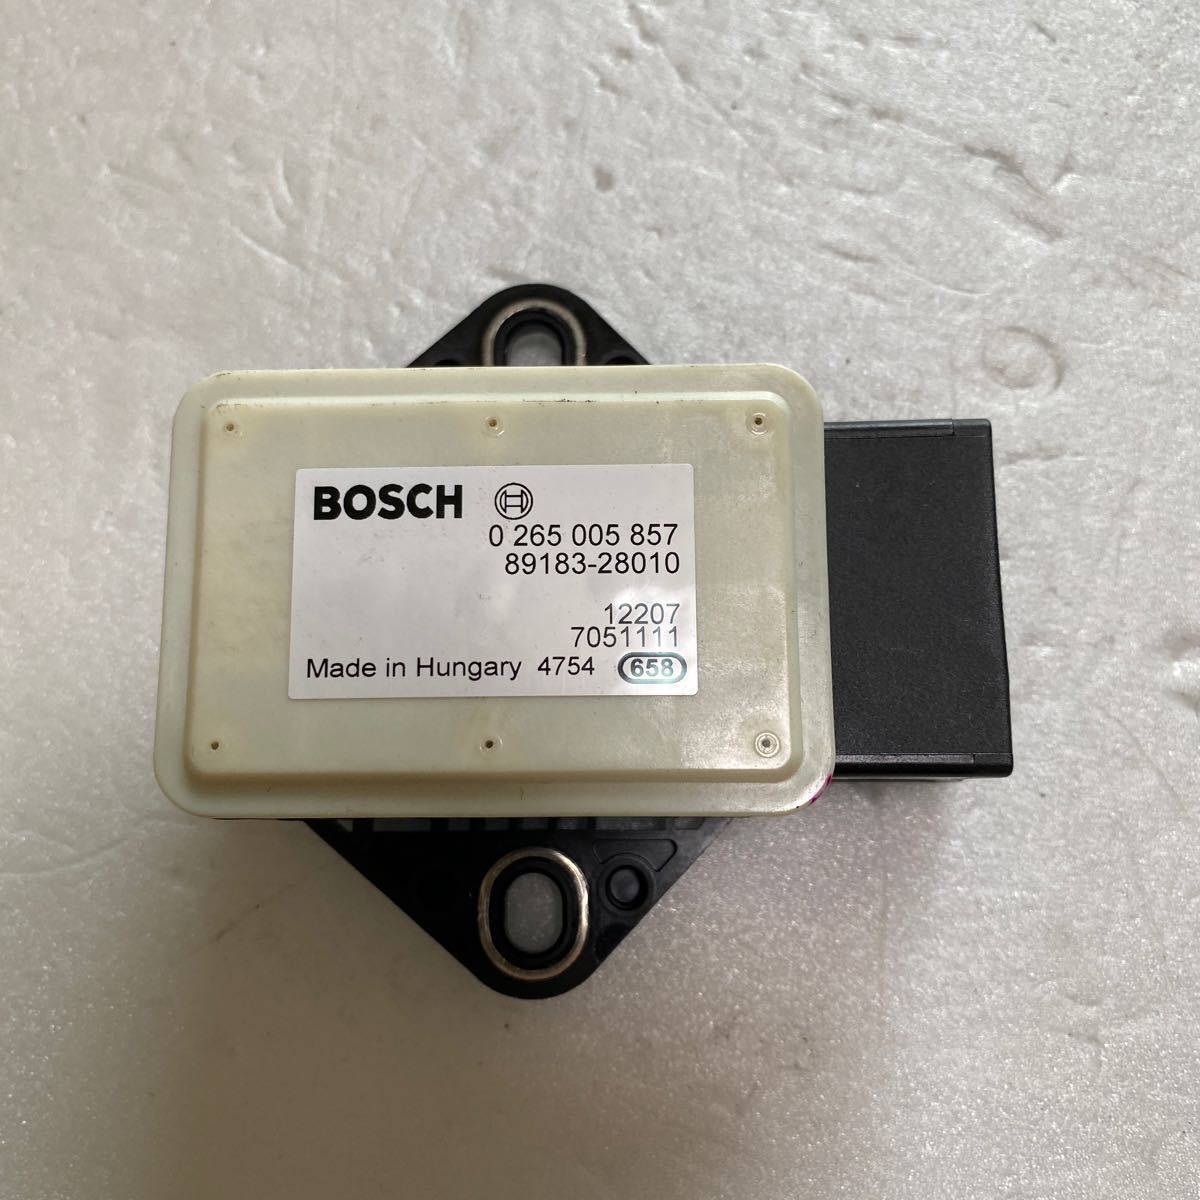 BOSCH
0 265 005 857
89183-28010
12207
7051111
Made in Hungary 4754 658